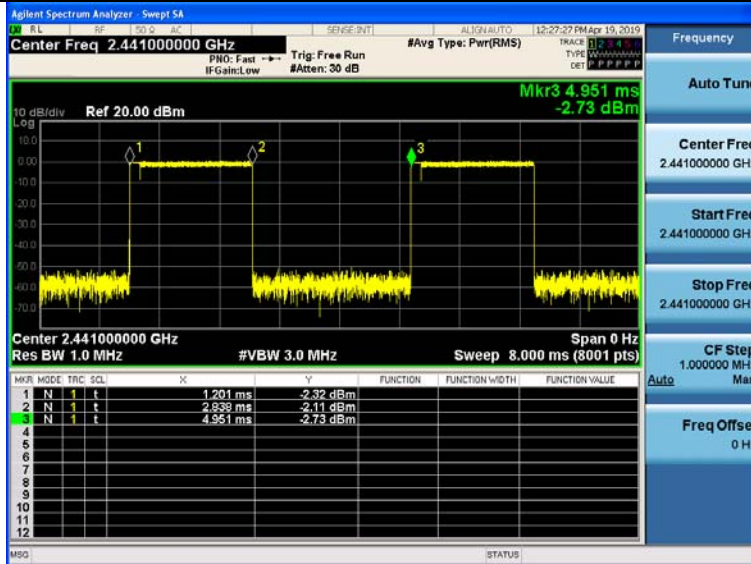 Agilent Spectrum Analyzer - Swept SA
RL RF 50 Ω AC SENSE:INT ALIGN AUTO 12:27:27 PM Apr 19, 2019
Center Freq 2.441000000 GHz
PNO: Fast
IFGain:Low
Trig: Free Run
#Atten: 30 dB
#Avg Type: Pwr(RMS)
TRACE 1 2 3 4 5 6
TYPE W
DET P P P P P P
Mkr3 4.951 ms
-2.73 dBm
10 dB/div Ref 20.00 dBm
Log
10.0
0.00
-10.0
-20.0
-30.0
-40.0
-50.0
-60.0
-70.0
1
2
3
Center 2.441000000 GHz Span 0 Hz
Res BW 1.0 MHz #VBW 3.0 MHz Sweep 8.000 ms (8001 pts)
MKR MODE TRC SCL X Y FUNCTION FUNCTION WIDTH FUNCTION VALUE
1 N 1 t 1.201 ms -2.32 dBm
2 N 1 t 2.838 ms -2.11 dBm
3 N 1 t 4.951 ms -2.73 dBm
4
5
6
7
8
9
10
11
12
MSG STATUS
Frequency
Auto Tun
Center Fre
2.441000000 GH
Start Fre
2.441000000 GH
Stop Fre
2.441000000 GH
CF Step
1.000000 MH
Auto Ma
Freq Offse
0 H